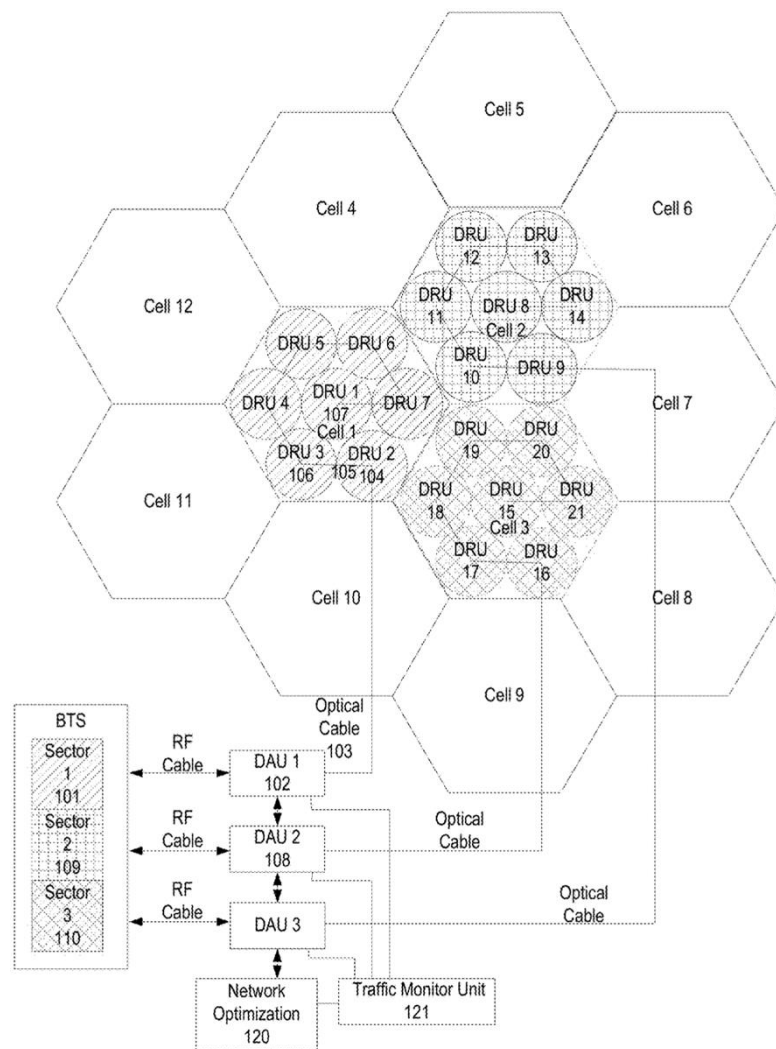 Cell 5
Cell 4
Cell 6
DRU
12
DRU
13
Cell 12
DRU
11
DRU 8
Cell 2
DRU
14
DRU 5
DRU 6
DRU
10
DRU 9
Cell 7
DRU 4
DRU 1
107
Cell 1
DRU 7
DRU 3
106
105
DRU 2
104
DRU
19
DRU
20
Cell 11
DRU
18
DRU
15
Cell 3
DRU
21
DRU
17
DRU
16
Cell 10
Cell 8
Cell 9
BTS
Sector
1
101
Sector
2
109
Sector
3
110
RF
Cable
RF
Cable
RF
Cable
Optical
Cable
103
DAU 1
102
DAU 2
108
DAU 3
Optical
Cable
Optical
Cable
Network
Optimization
120
Traffic Monitor Unit
121